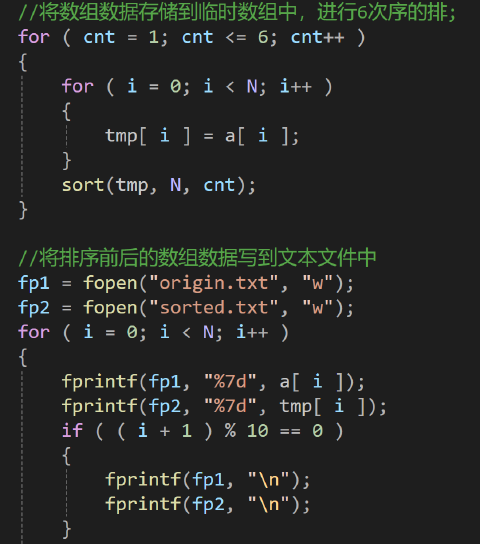 //将数组数据存储到临时数组中，进行6次序的排；
for ( cnt = 1; cnt <= 6; cnt++ )
{
for ( i = 0; i < N; i++ )
{
tmp[ i ] = a[ i ];
}
sort(tmp, N, cnt);
}
//将排序前后的数组数据写到文本文件中
fp1 = fopen("origin.txt", "w");
fp2 = fopen("sorted.txt", "w");
for ( i = 0; i < N; i++ )
{
fprintf(fp1, "%7d", a[ i ]);
fprintf(fp2, "%7d", tmp[ i ]);
if ( ( i + 1 ) % 10 == 0 )
{
fprintf(fp1, "\n");
fprintf(fp2, "\n");
}